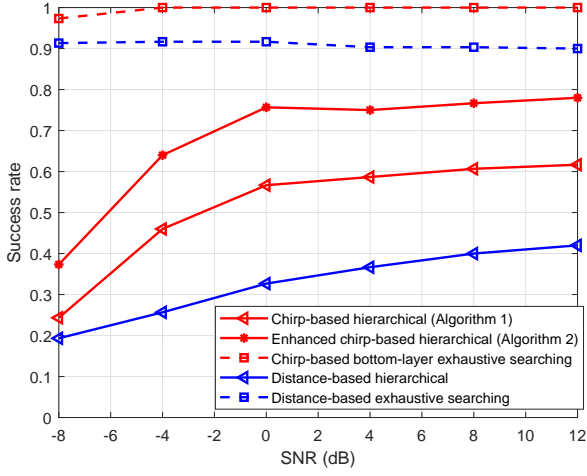 1
0.9
0.8
0.7
0.6
0.5
0.4
0.3
0.2
0.1
0
Success rate
Chirp-based hierarchical (Algorithm 1)
Enhanced chirp-based hierarchical (Algorithm 2)
Chirp-based bottom-layer exhaustive searching
Distance-based hierarchical
Distance-based exhaustive searching
-8 -6 -4 -2 0 2 4 6 8 10 12
SNR (dB)